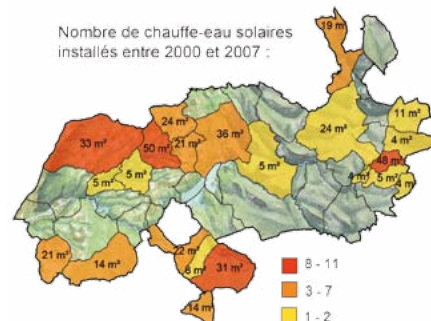 Nombre de chauffe-eau solaires
installés entre 2000 et 2007 :
19 m²
11 m²
24 m²
24 m²
33 m²
50 m²
21 m²
36 m²
4 m²
48 m²
5 m²
5 m²
5 m²
4 m²
5 m²
4 m²
21 m²
14 m²
22 m²
6 m²
31 m²
14 m²
8 - 11
3 - 7
1 - 2